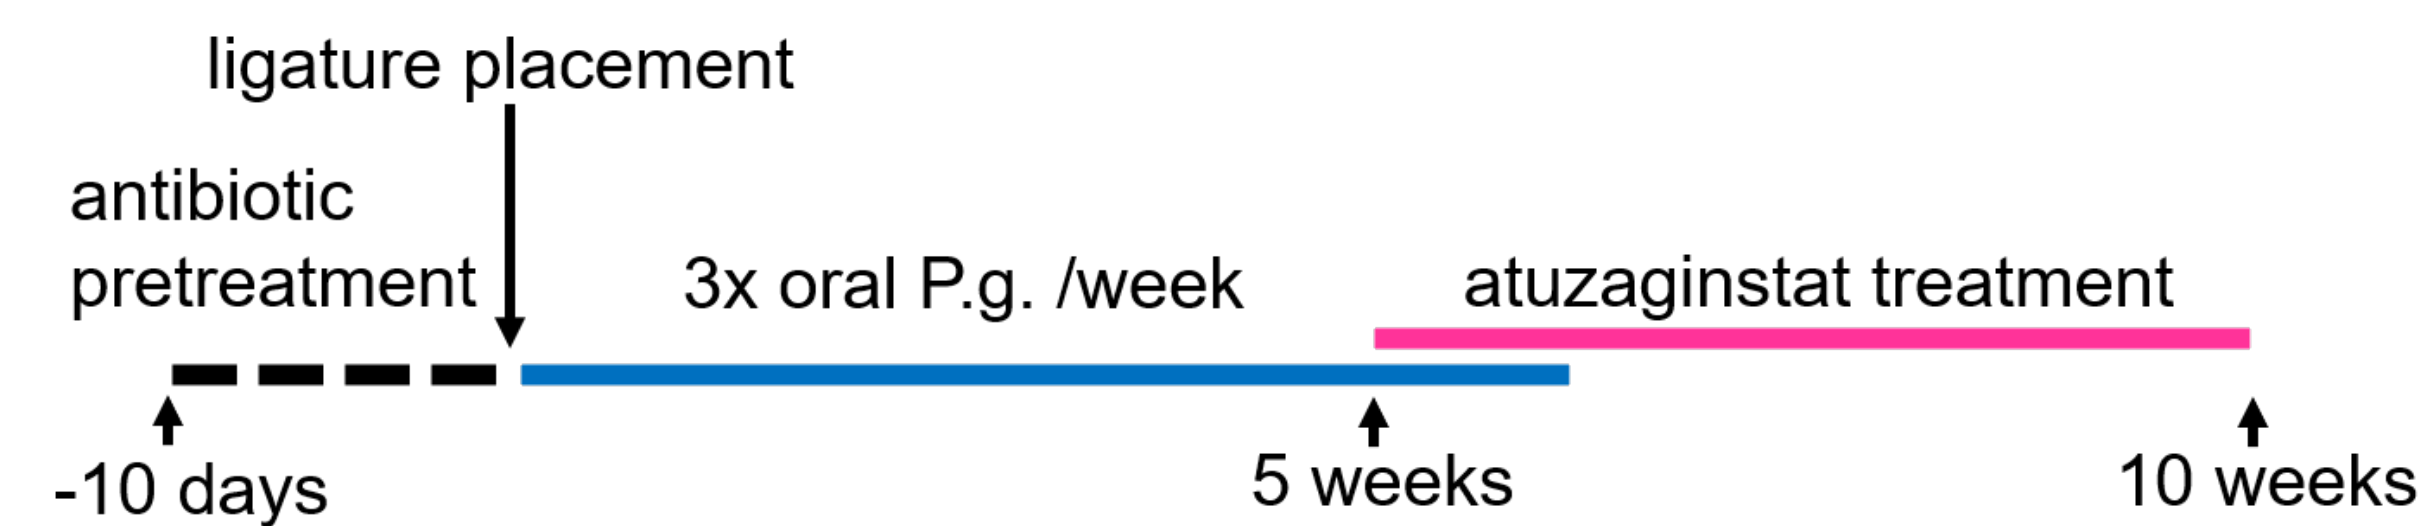 ligature placement
antibiotic
pretreatment
3x oral P.g. /week
atuzaginstat treatment
-10 days
5 weeks
10 weeks